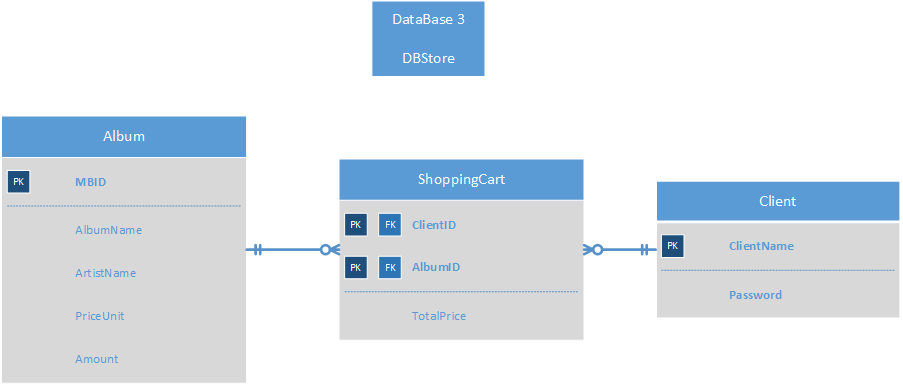 DataBase 3
DBStore
Album
PK MBID
AlbumName
ArtistName
PriceUnit
Amount
ShoppingCart
PK FK ClientID
PK FK AlbumID
TotalPrice
Client
PK ClientName
Password